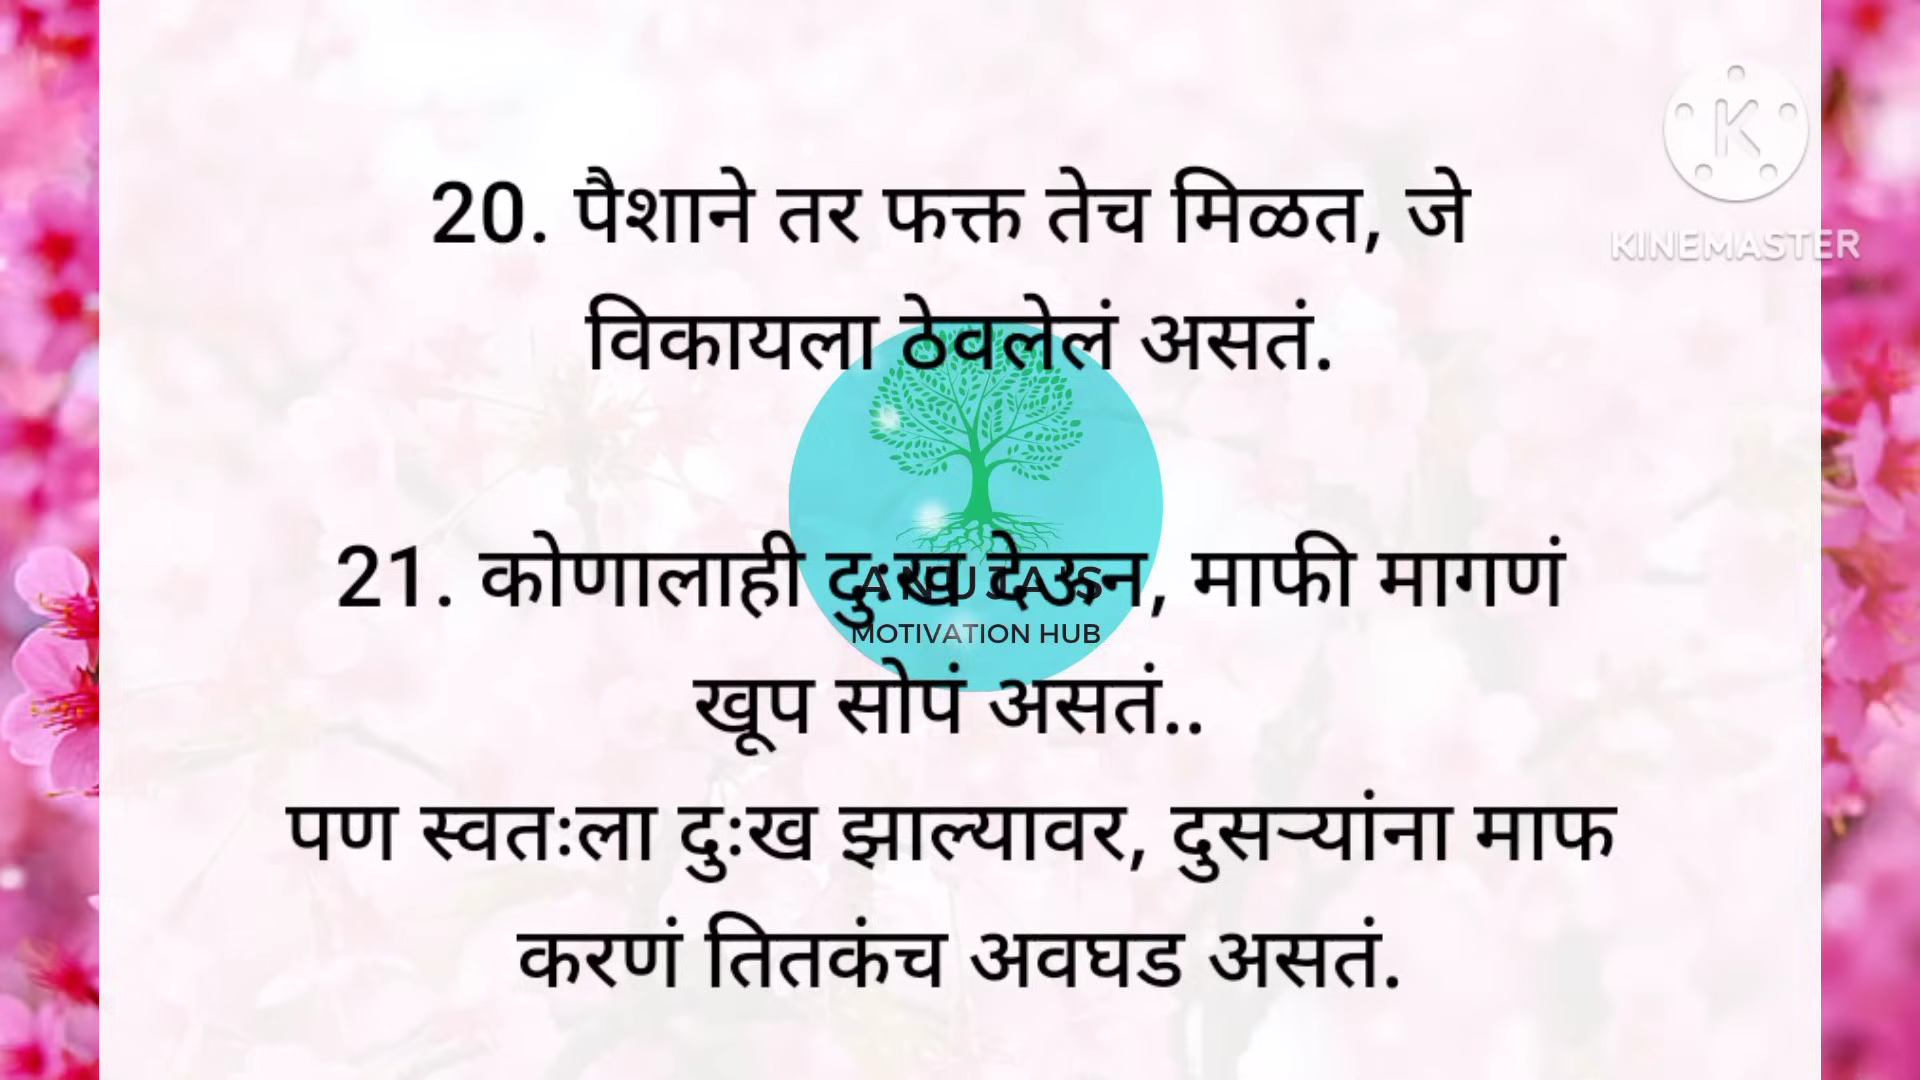 20. पैशाने तर फक्त तेच मिळत, जे
विकायला ठेवलेलं असतं.
21. कोणालाही दुःख देऊन, माफी मागणं
खूप सोपं असतं..
पण स्वतःला दुःख झाल्यावर, दुसऱ्यांना माफ
करणं तितकंच अवघड असतं.
ANUJA'S
MOTIVATION HUB
K
KINEMASTER